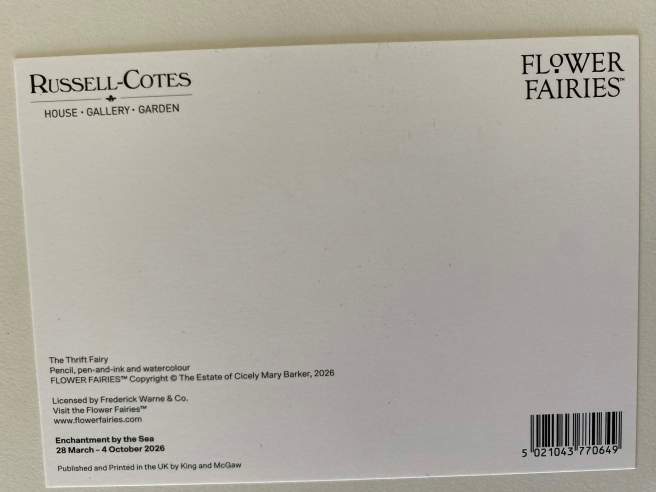 RUSSELL-COTES
HOUSE · GALLERY · GARDEN
FLOWER
FAIRIES™
The Thrift Fairy
Pencil, pen-and-ink and watercolour
FLOWER FAIRIES™ Copyright © The Estate of Cicely Mary Barker, 2026
Licensed by Frederick Warne & Co.
Visit the Flower Fairies™
www.flowerfairies.com
Enchantment by the Sea
28 March – 4 October 2026
Published and Printed in the UK by King and McGaw
5 021043 770649